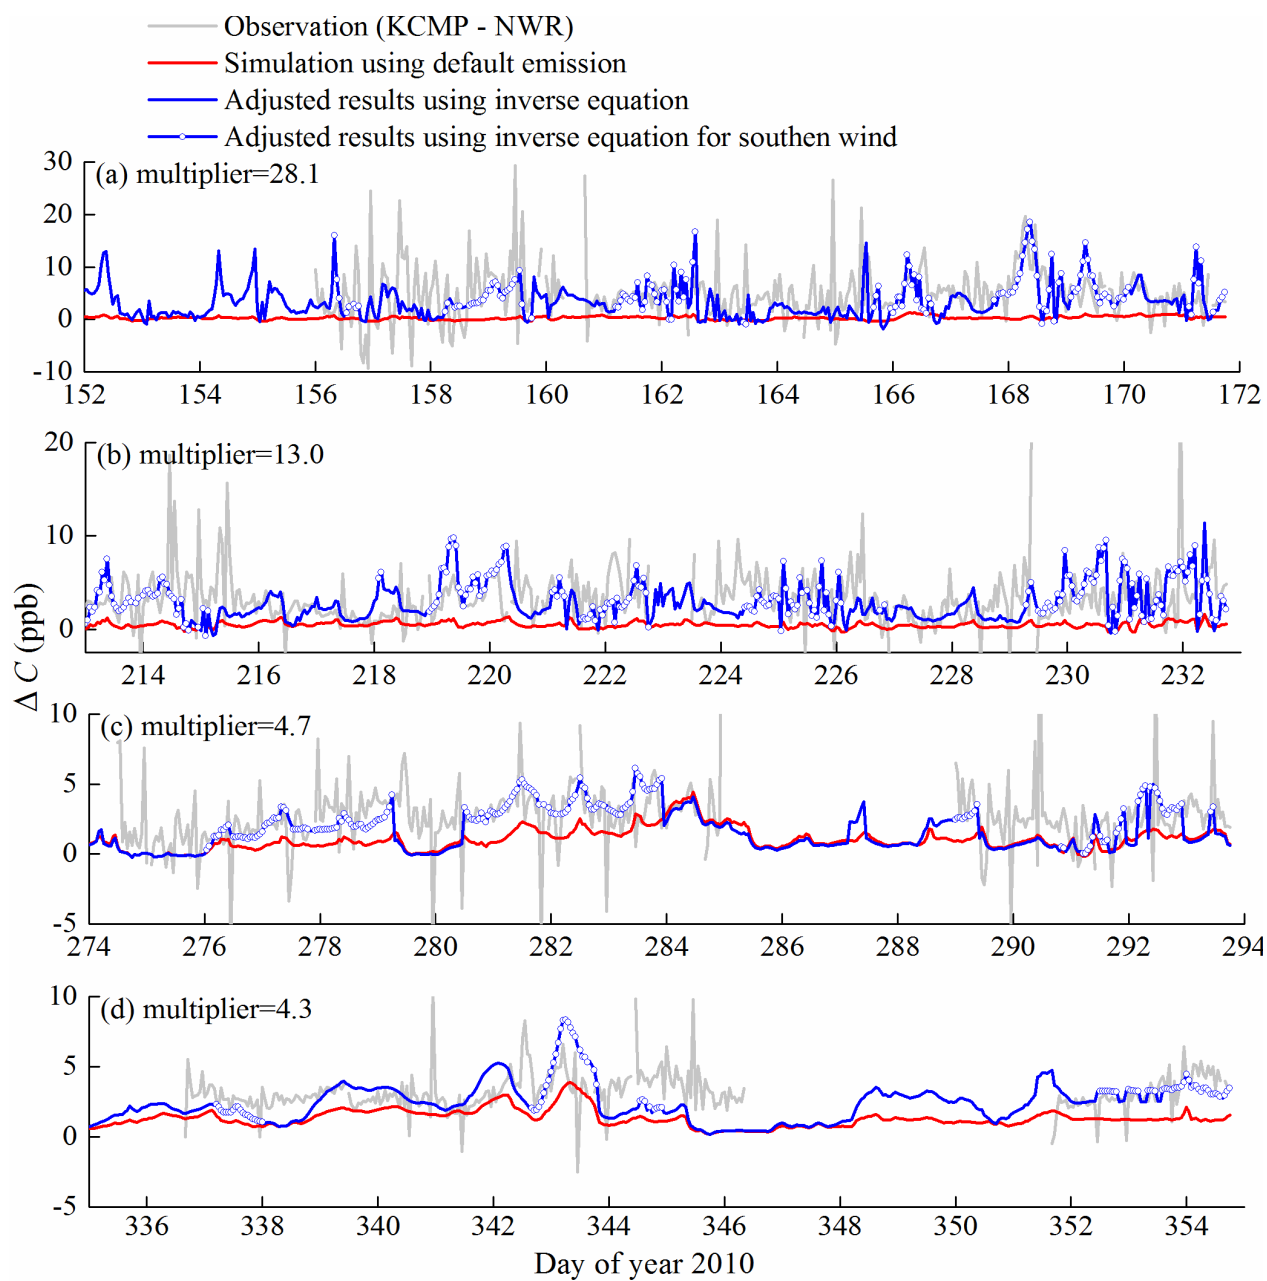 Observation (KCMP - NWR)
Simulation using default emission
Adjusted results using inverse equation
Adjusted results using inverse equation for southen wind
30
(a) multiplier=28.1
20
10
0
-10
152 154 156 158 160 162 164 166 168 170 172
20
(b) multiplier=13.0
10
0
214 216 218 220 222 224 226 228 230 232
Δ C (ppb)
10
(c) multiplier=4.7
5
0
-5
274 276 278 280 282 284 286 288 290 292 294
10
(d) multiplier=4.3
5
0
-5
336 338 340 342 344 346 348 350 352 354
Day of year 2010